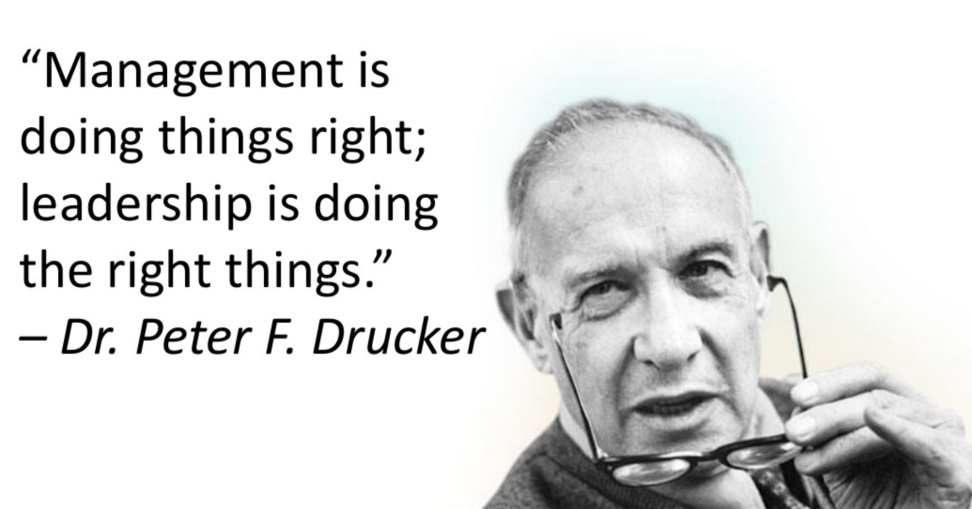 “Management is
doing things right;
leadership is doing
the right things.”
– Dr. Peter F. Drucker